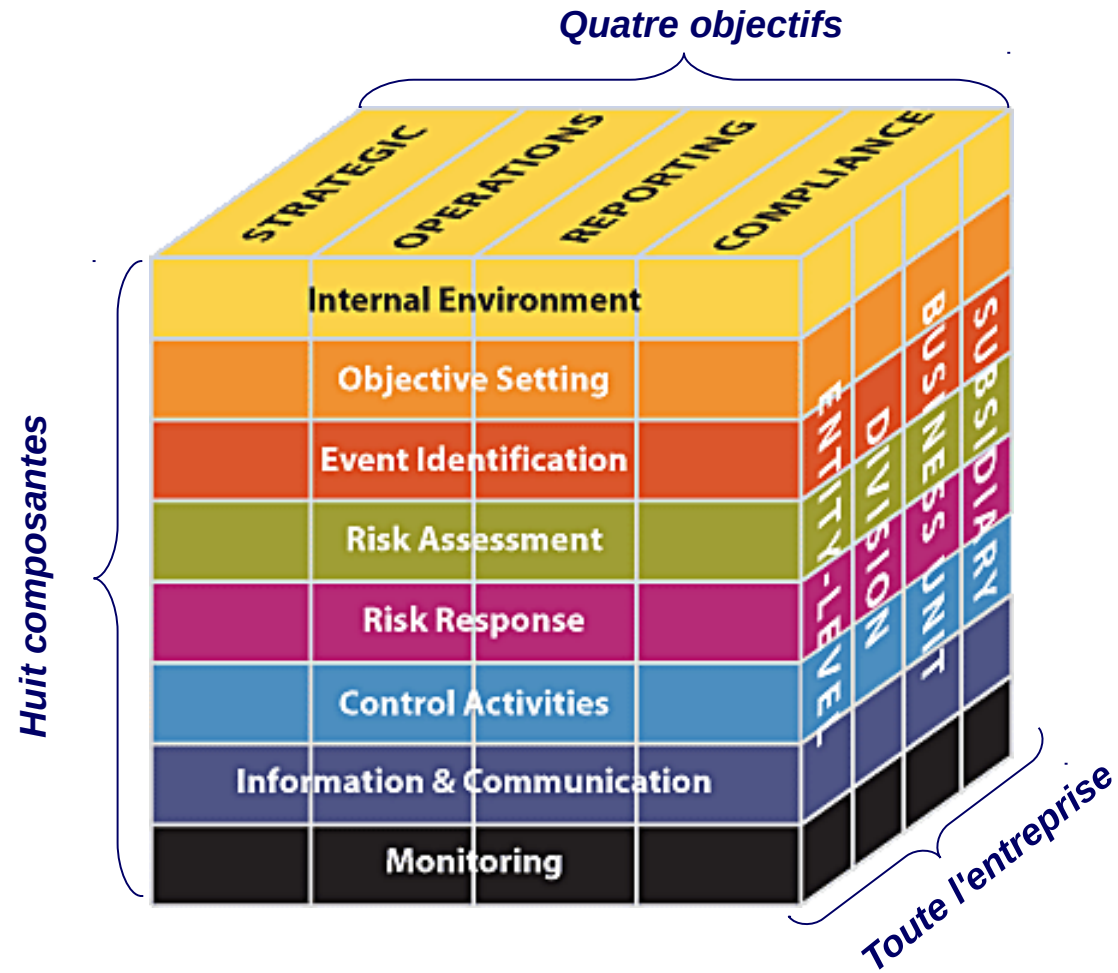 Quatre objectifs
STRATEGIC
OPERATIONS
REPORTING
COMPLIANCE
Huit composantes
Internal Environment
Objective Setting
Event Identification
Risk Assessment
Risk Response
Control Activities
Information & Communication
Monitoring
ENTITY-LEVEL
DIVISION
BUSINESS UNIT
SUBSIDIARY
Toute l'entreprise